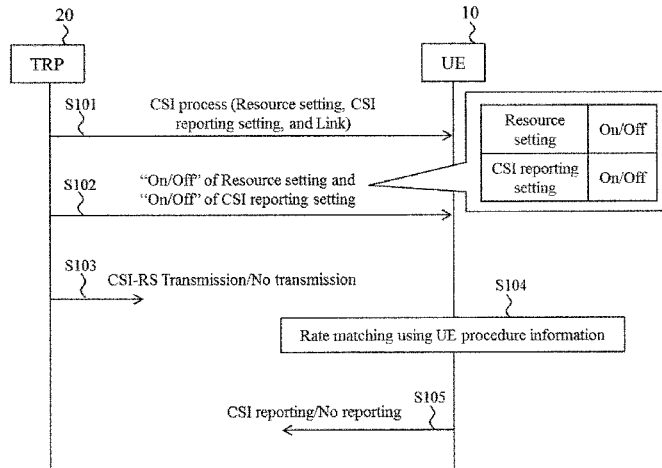 20
10
TRP
UE
S101
CSI process (Resource setting, CSI
reporting setting, and Link)
Resource
setting
On/Off
CSI reporting
setting
On/Off
S102
"On/Off" of Resource setting and
"On/Off" of CSI reporting setting
S103
CSI-RS Transmission/No transmission
S104
Rate matching using UE procedure information
S105
CSI reporting/No reporting